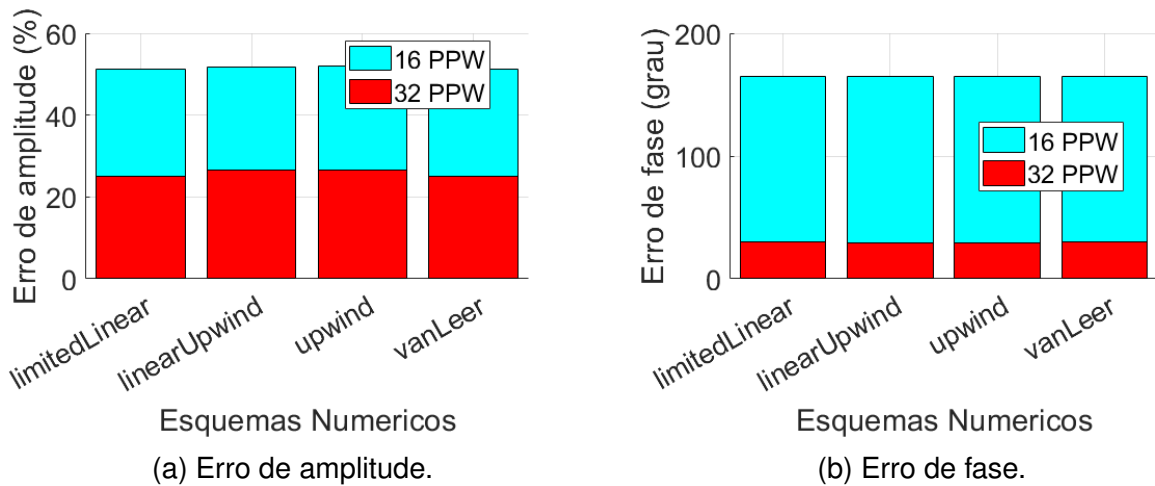 Erro de amplitude (%)
60
40
20
0
16 PPW
32 PPW
limitedLinear
linearUpwind
upwind
vanLeer
Esquemas Numericos
(a) Erro de amplitude.
Erro de fase (grau)
200
100
0
16 PPW
32 PPW
limitedLinear
linearUpwind
upwind
vanLeer
Esquemas Numericos
(b) Erro de fase.